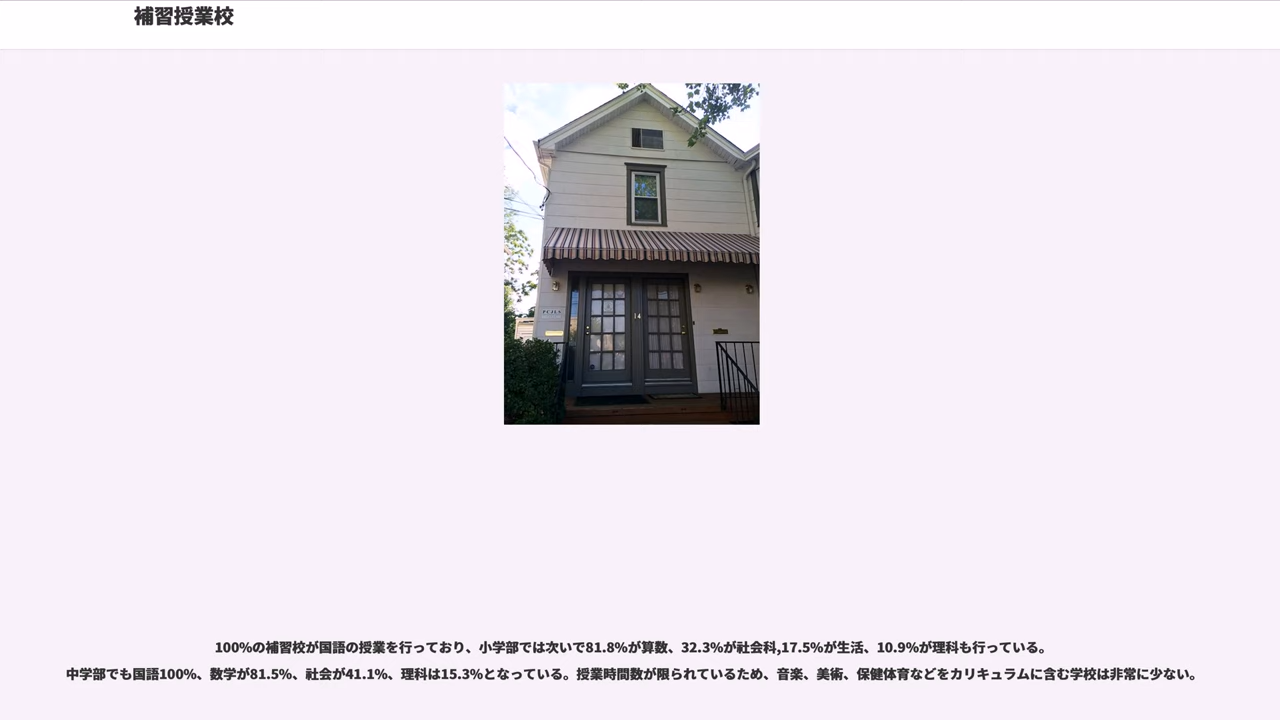 補習授業校
14
100%の補習校が国語の授業を行っており、小学部では次いで81.8%が算数、32.3%が社会科,17.5%が生活、10.9%が理科も行っている。
中学部でも国語100%、数学が81.5%、社会が41.1%、理科は15.3%となっている。授業時間数が限られているため、音楽、美術、保健体育などをカリキュラムに含む学校は非常に少ない。